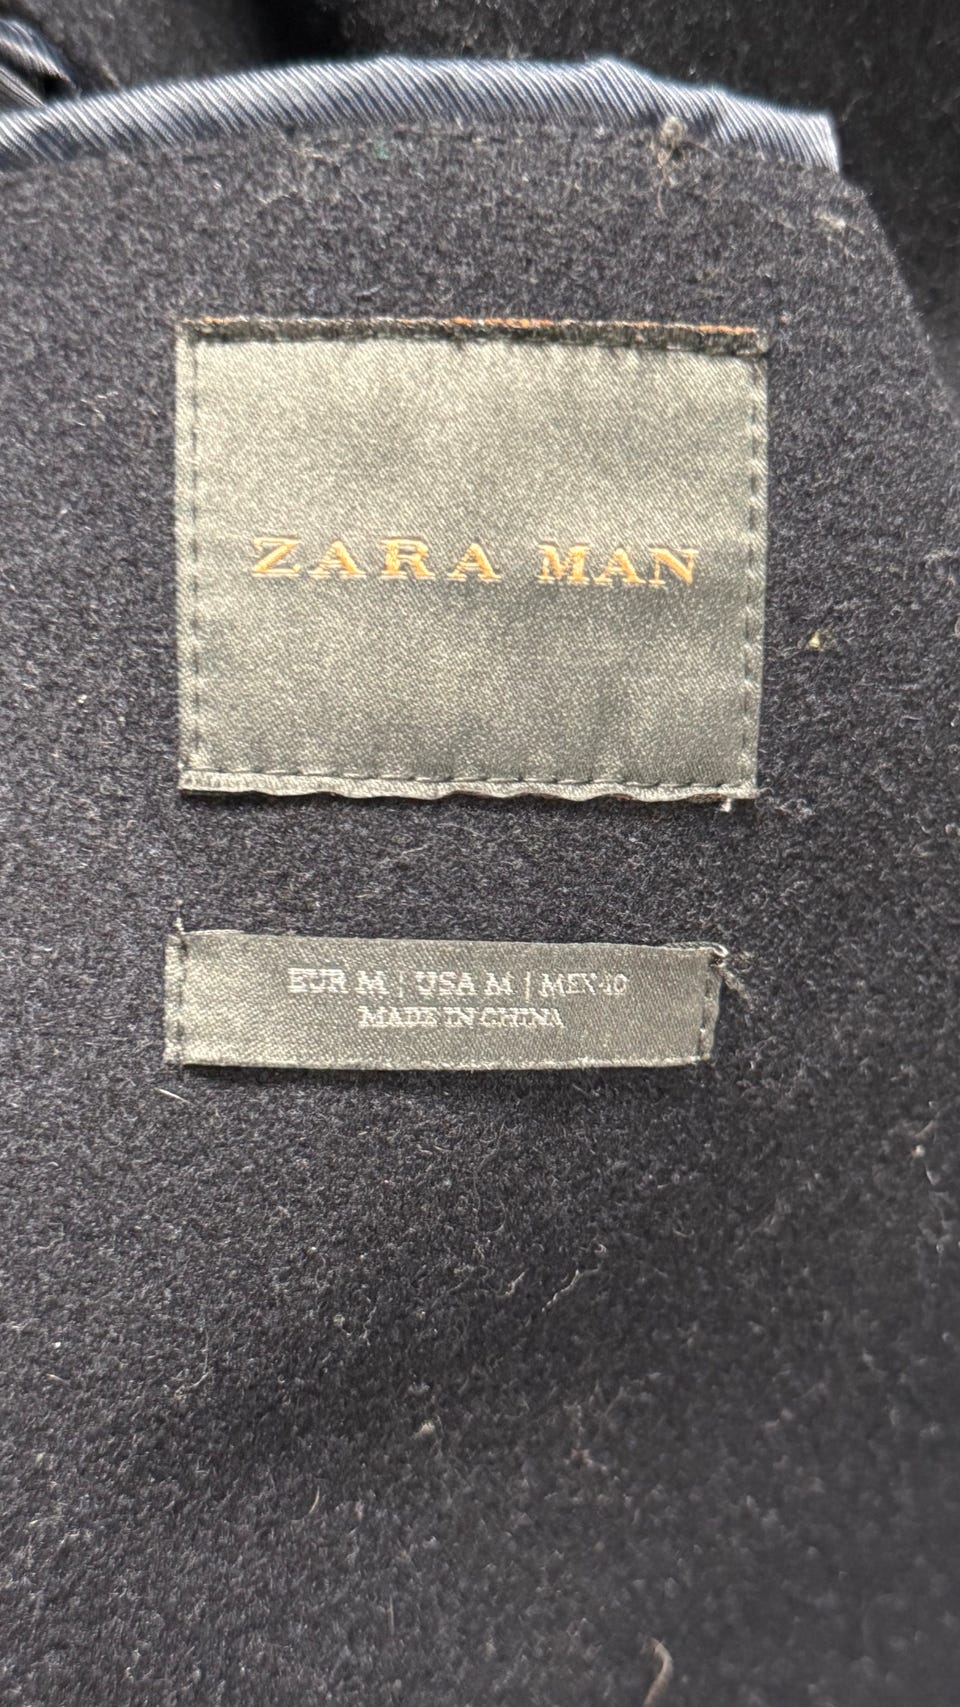 ZARA MAN
EUR M | USA M | MEX 40
MADE IN CHINA